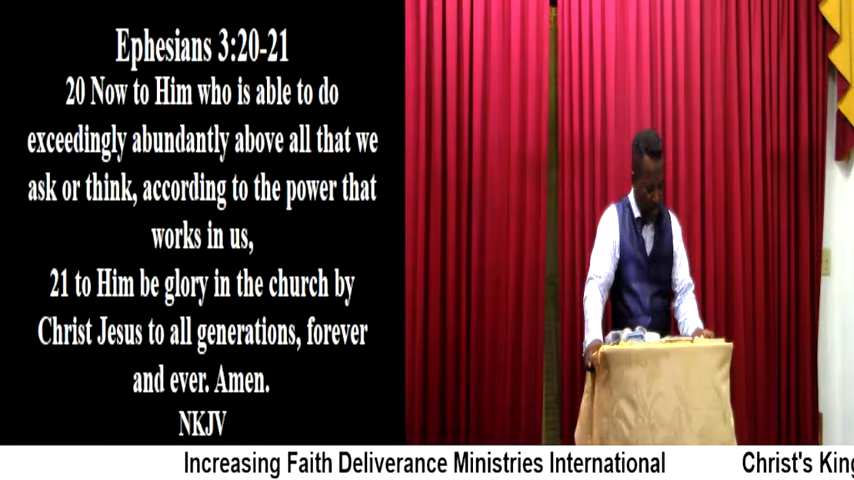 Ephesians 3:20-21
20 Now to Him who is able to do
exceedingly abundantly above all that we
ask or think, according to the power that
works in us,
21 to Him be glory in the church by
Christ Jesus to all generations, forever
and ever. Amen.
NKJV
Increasing Faith Deliverance Ministries International
Christ's